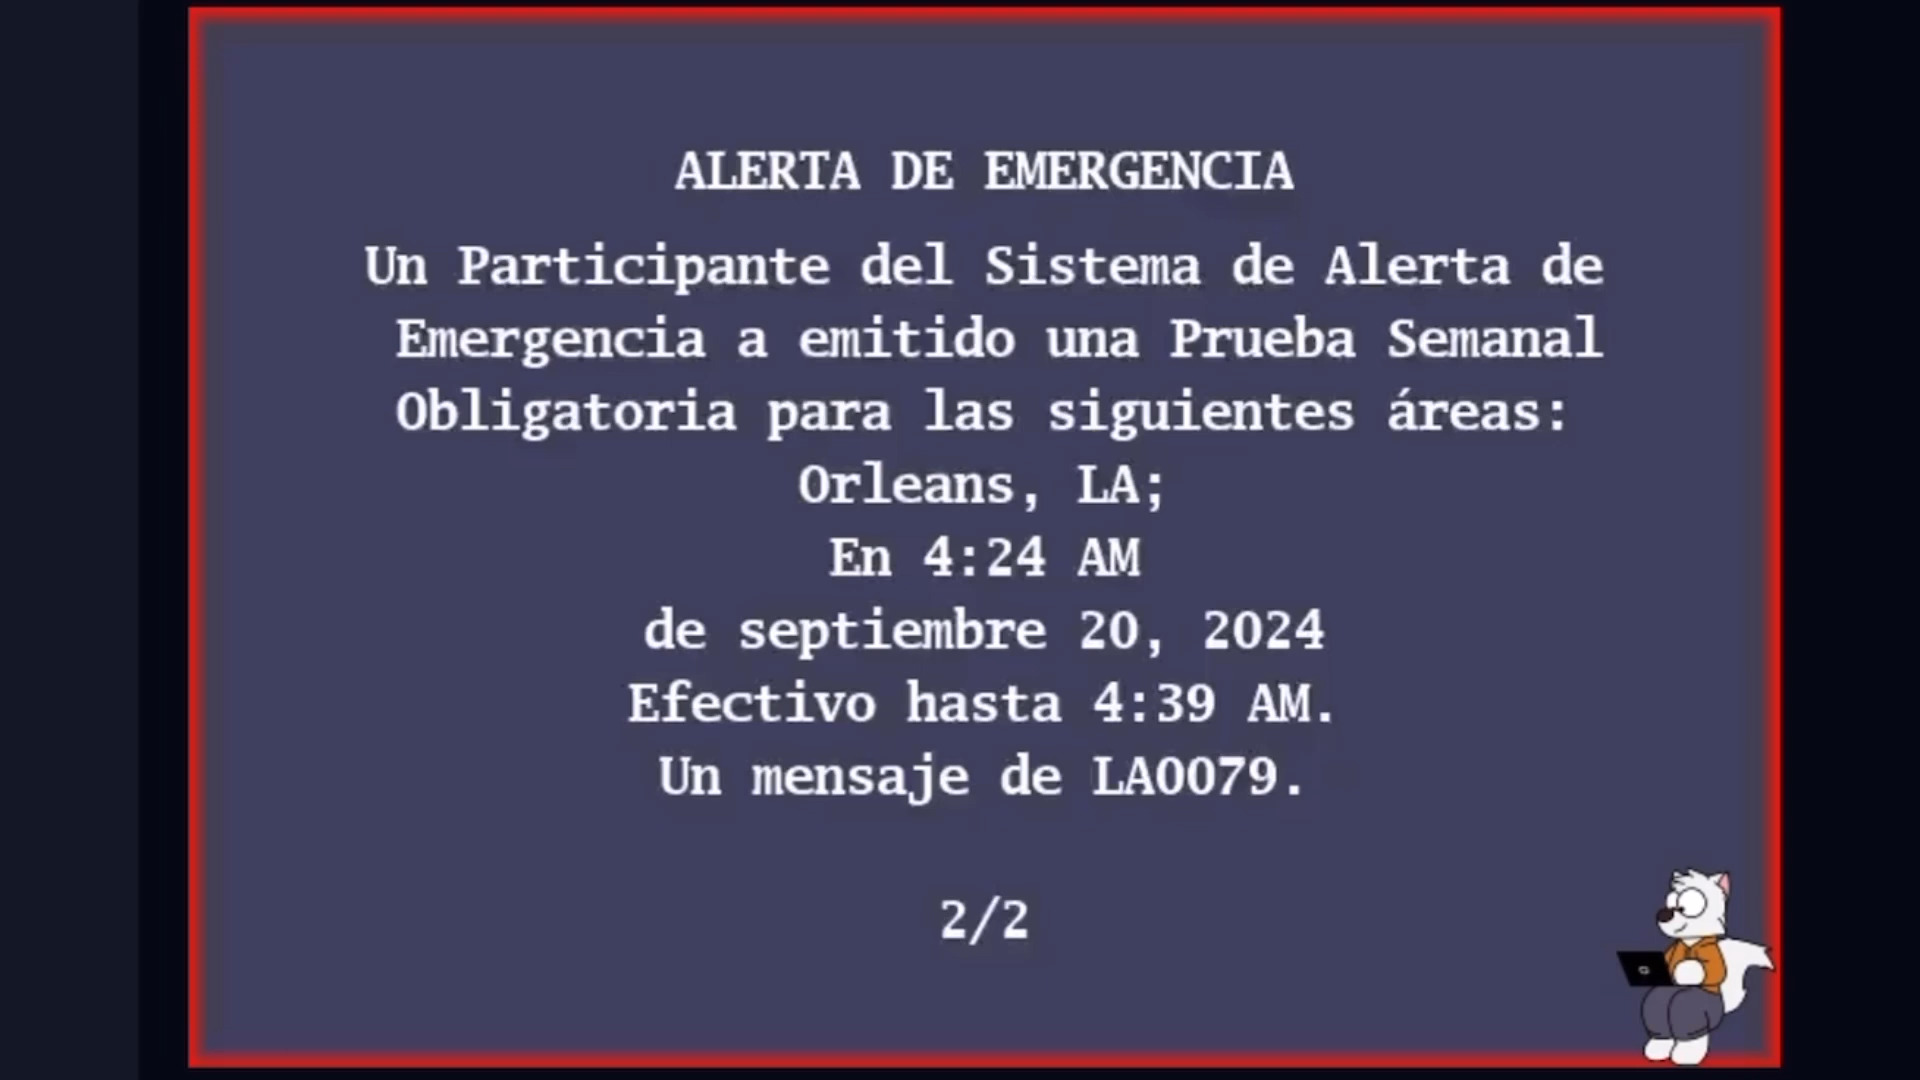 ALERTA DE EMERGENCIA
Un Participante del Sistema de Alerta de
Emergencia a emitido una Prueba Semanal
Obligatoria para las siguientes áreas:
Orleans, LA;
En 4:24 AM
de septiembre 20, 2024
Efectivo hasta 4:39 AM.
Un mensaje de LA0079.
2/2